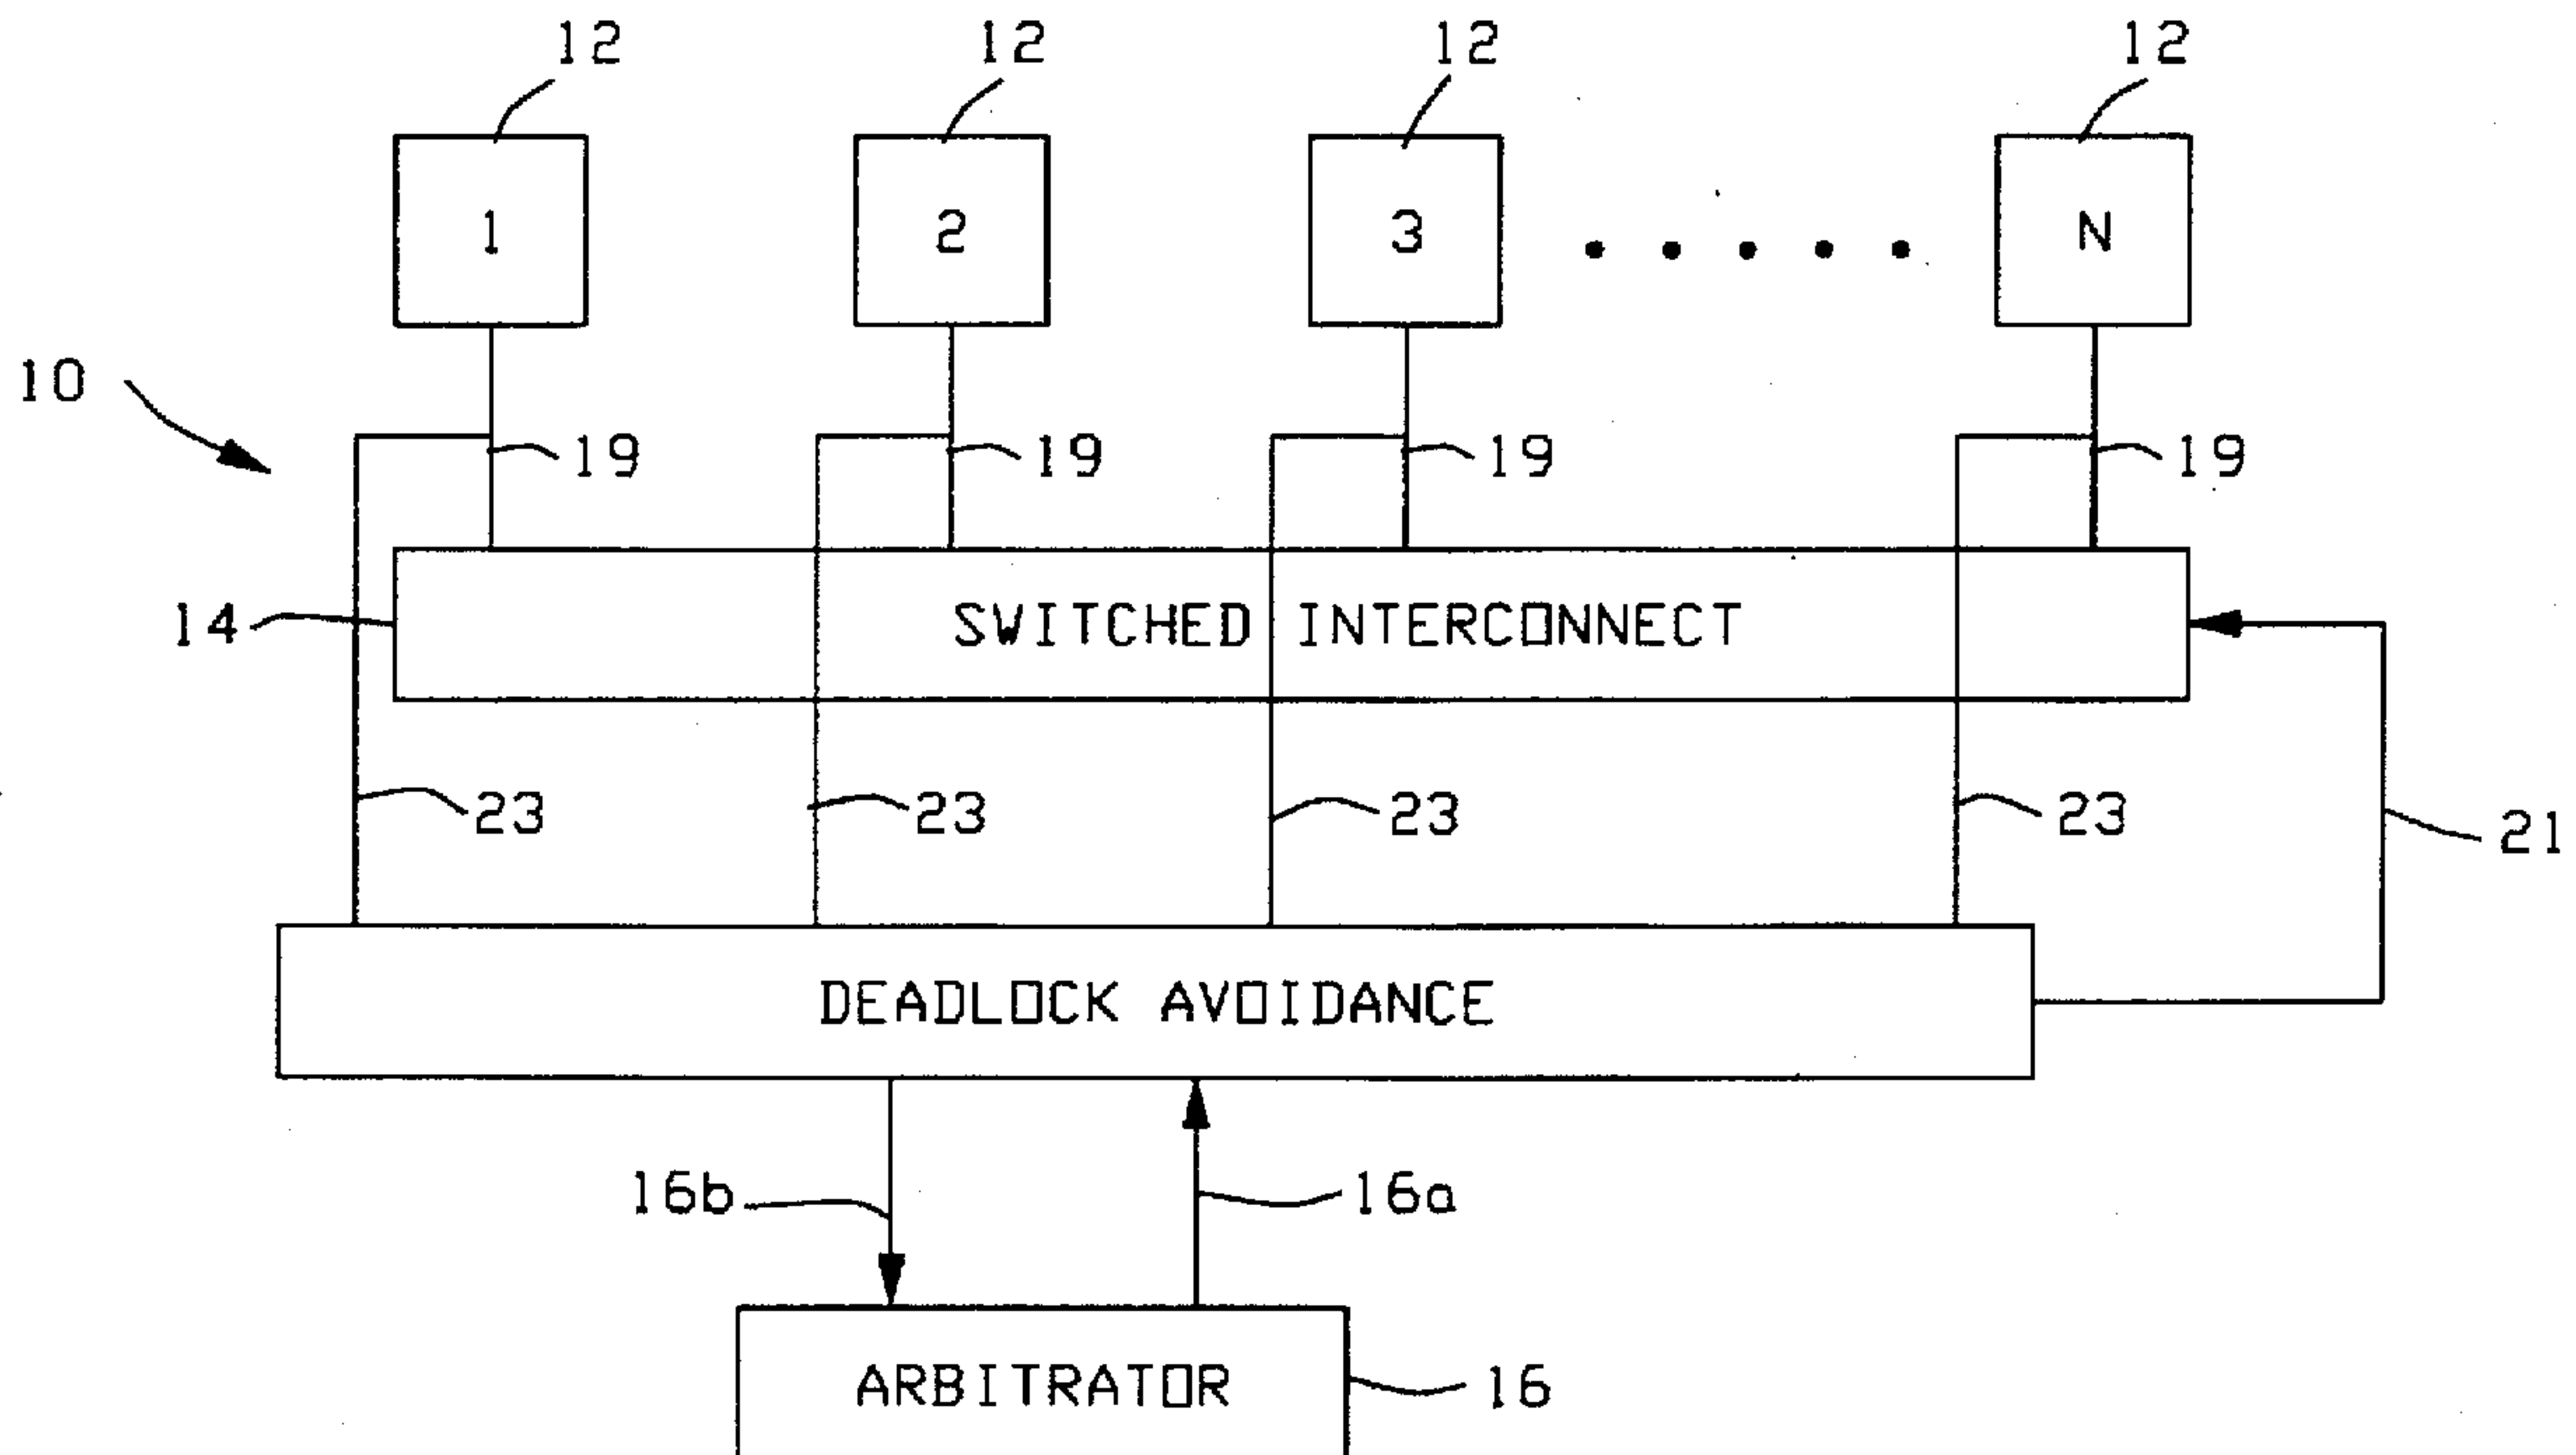 12 12 12 12
1 2 3 N
10
19 19 19 19
14 SWITCHED INTERCONNECT
23 23 23 23 21
DEADLOCK AVOIDANCE
16b 16a
ARBITRATOR 16